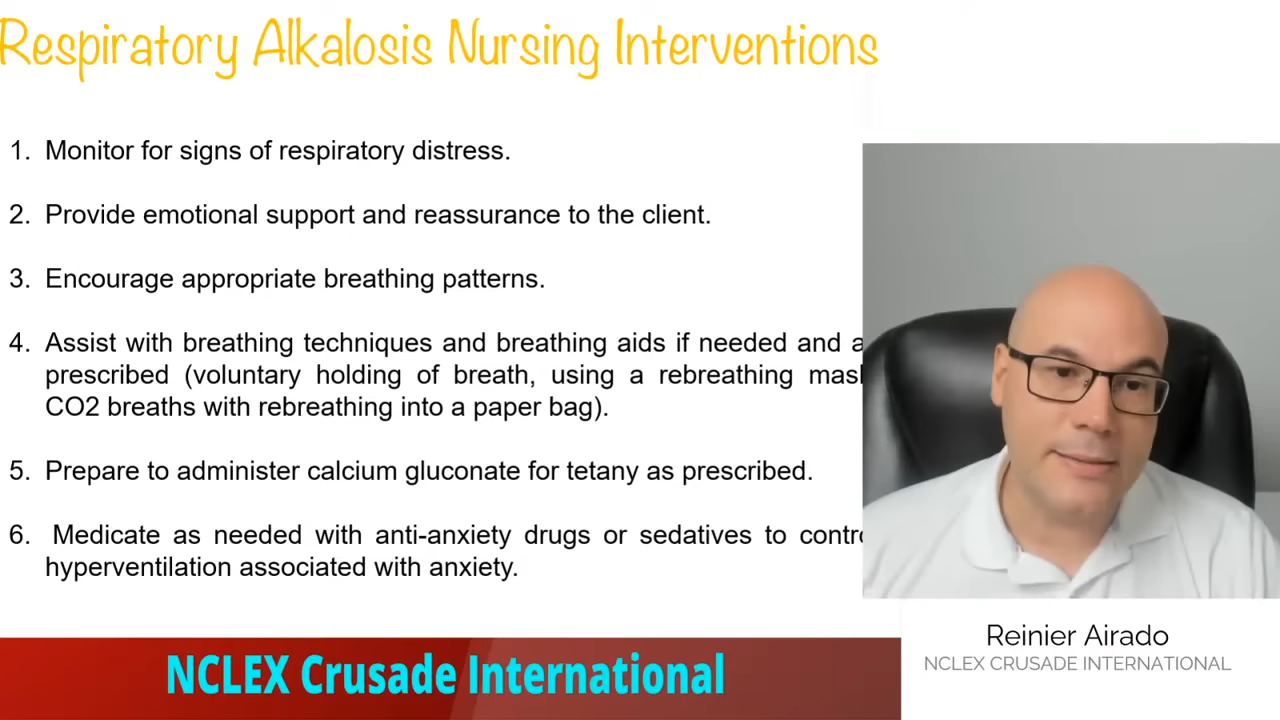 Respiratory Alkalosis Nursing Interventions
1. Monitor for signs of respiratory distress.
2. Provide emotional support and reassurance to the client.
3. Encourage appropriate breathing patterns.
4. Assist with breathing techniques and breathing aids if needed and a
prescribed (voluntary holding of breath, using a rebreathing mas
CO2 breaths with rebreathing into a paper bag).
5. Prepare to administer calcium gluconate for tetany as prescribed.
6. Medicate as needed with anti-anxiety drugs or sedatives to contr
hyperventilation associated with anxiety.
NCLEX Crusade International
Reinier Airado
NCLEX CRUSADE INTERNATIONAL